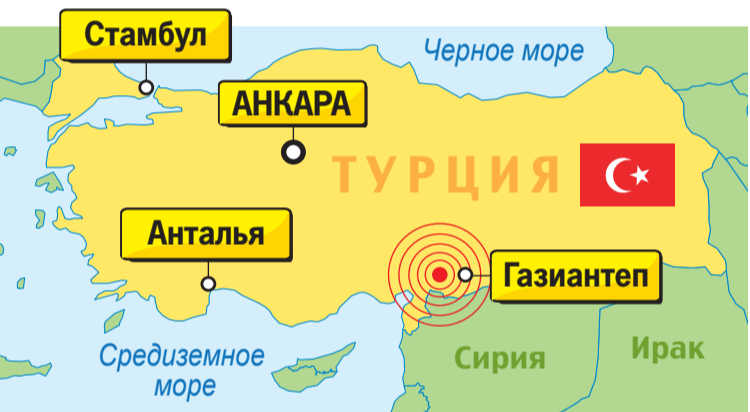 Стамбул
Черное море
АНКАРА
ТУРЦИЯ
Анталья
Газиантеп
Средиземное
море
Сирия
Ирак